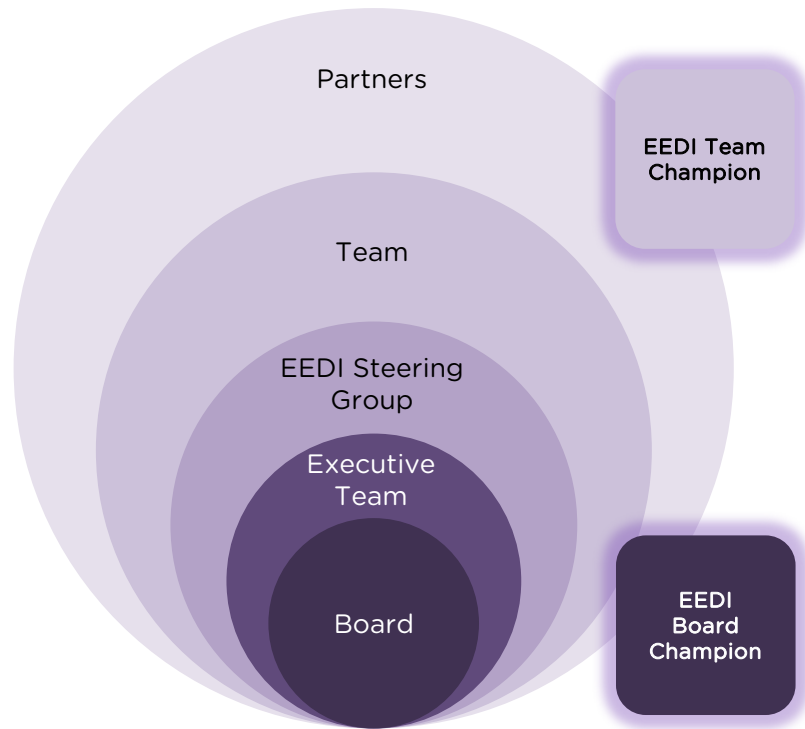 Partners
EEDI Team
Champion
Team
EEDI Steering
Group
Executive
Team
Board
EEDI
Board
Champion